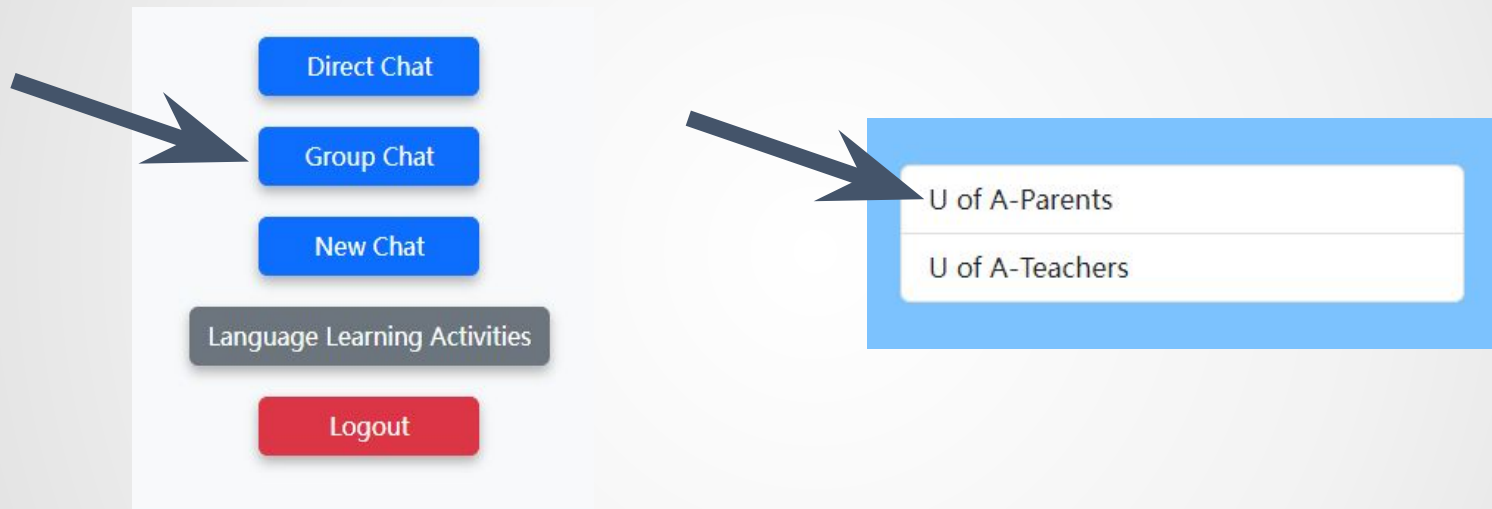 Direct Chat
Group Chat
New Chat
Language Learning Activities
Logout
U of A-Parents
U of A-Teachers